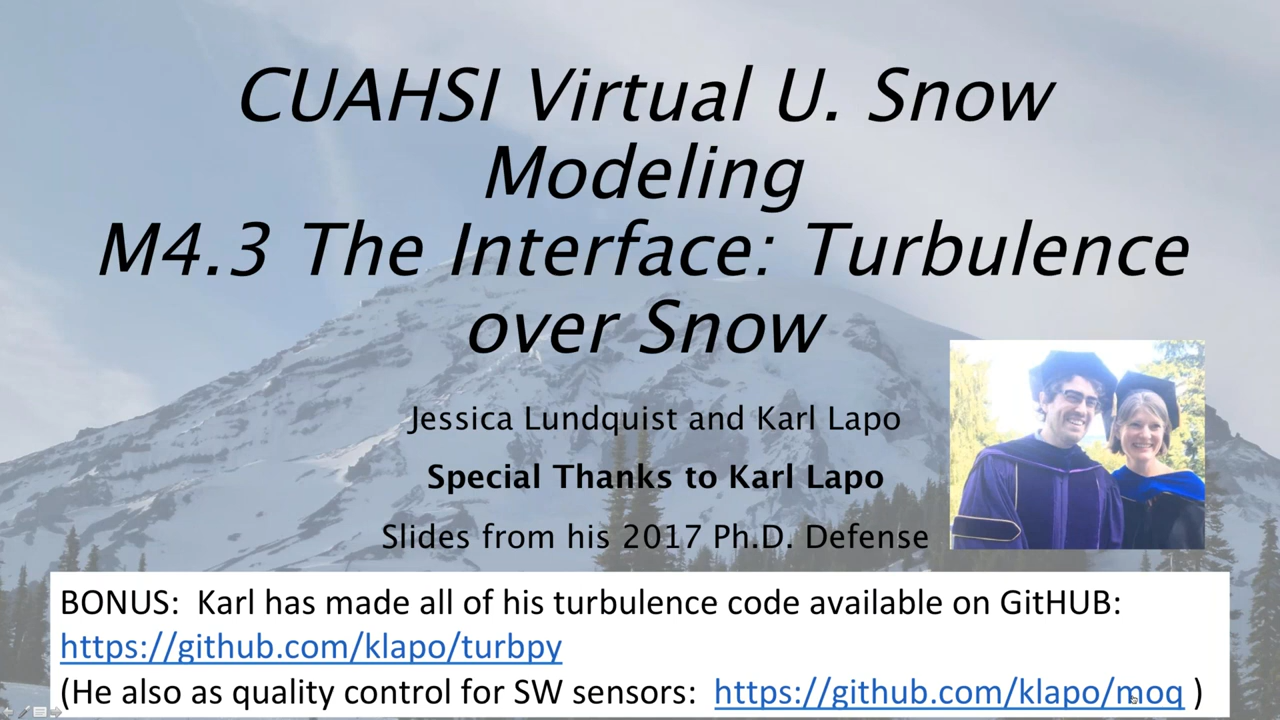 CUAHSI Virtual U. Snow
Modeling
M4.3 The Interface: Turbulence
over Snow
Jessica Lundquist and Karl Lapo
Special Thanks to Karl Lapo
Slides from his 2017 Ph.D. Defense
BONUS:  Karl has made all of his turbulence code available on GitHUB:
https://github.com/klapo/turbpy
(He also as quality control for SW sensors:  https://github.com/klapo/moq )